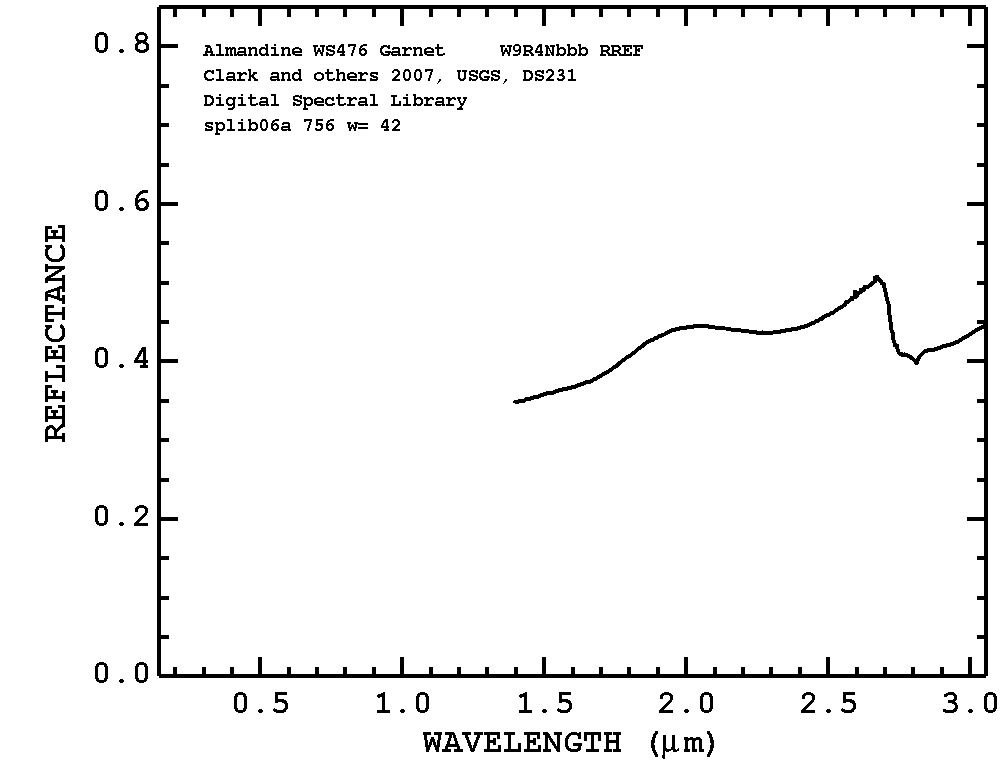 0.8
0.6
0.4
0.2
0.0
REFLECTANCE
Almandine WS476 Garnet W9R4Nbbb RREF
Clark and others 2007, USGS, DS231
Digital Spectral Library
splib06a 756 w= 42
0.5 1.0 1.5 2.0 2.5 3.0
WAVELENGTH (μm)